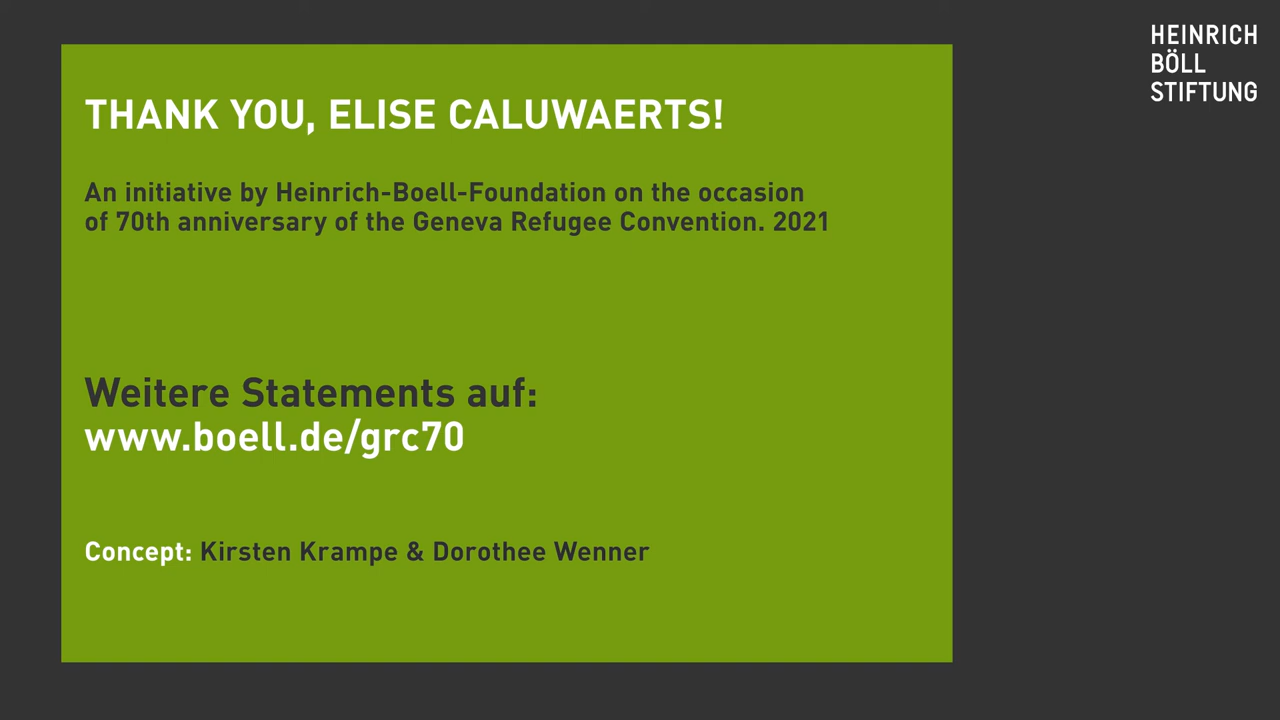 HEINRICH
BÖLL
STIFTUNG
THANK YOU, ELISE CALUWAERTS!
An initiative by Heinrich-Boell-Foundation on the occasion
of 70th anniversary of the Geneva Refugee Convention. 2021
Weitere Statements auf:
www.boell.de/grc70
Concept: Kirsten Krampe & Dorothee Wenner